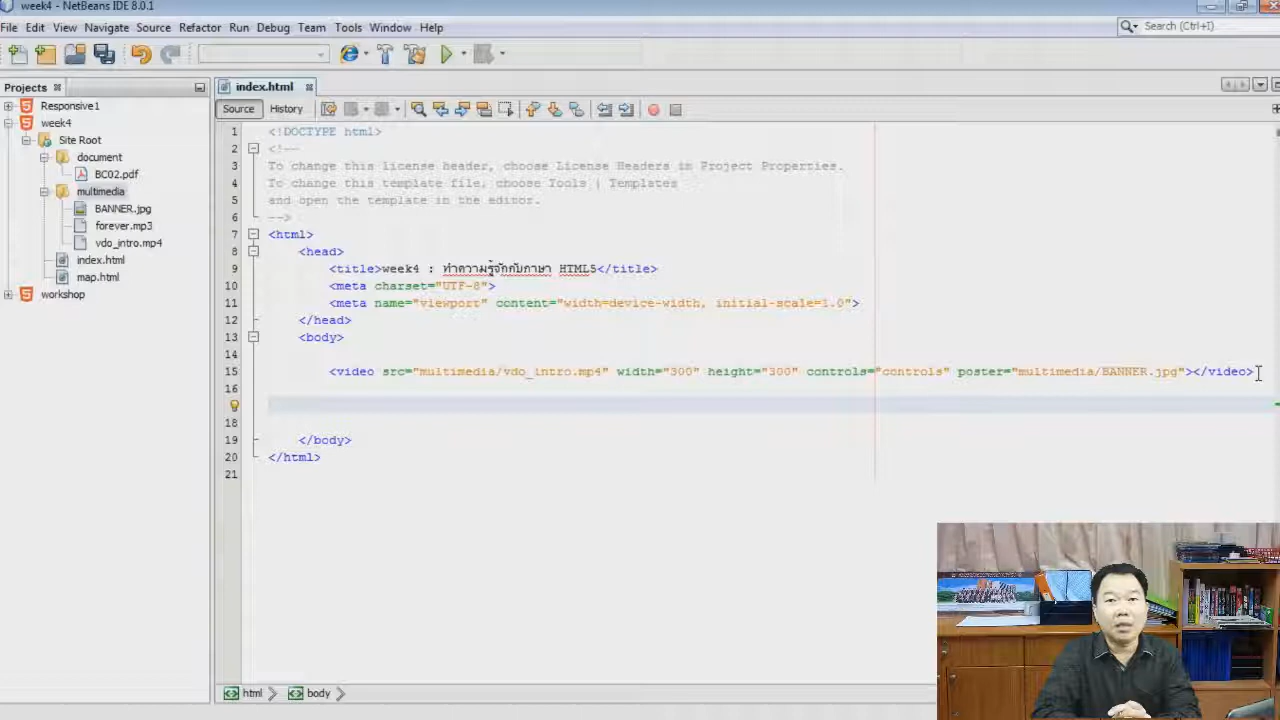 week4 - NetBeans IDE 8.0.1
File Edit View Navigate Source Refactor Run Debug Team Tools Window Help
Search (Ctrl+I)
Projects
index.html
Source History
Responsive1
week4
Site Root
document
BC02.pdf
multimedia
BANNER.jpg
forever.mp3
vdo_intro.mp4
index.html
map.html
workshop
1 <!DOCTYPE html>
2 <!--
3 To change this license header, choose License Headers in Project Properties.
4 To change this template file, choose Tools | Templates
5 and open the template in the editor.
6 -->
7 <html>
8 <head>
9 <title>week4 : ทำความรู้จักกับภาษา HTML5</title>
10 <meta charset="UTF-8">
11 <meta name="viewport" content="width=device-width, initial-scale=1.0">
12 </head>
13 <body>
14
15 <video src="multimedia/vdo_intro.mp4" width="300" height="300" controls="controls" poster="multimedia/BANNER.jpg"></video>
16
18
19 </body>
20 </html>
21
html body